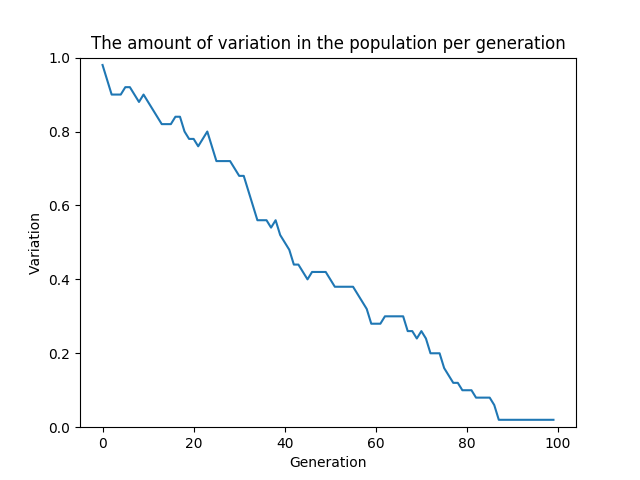 The amount of variation in the population per generation
1.0
0.8
0.6
0.4
0.2
0.0
Variation
0 20 40 60 80 100
Generation